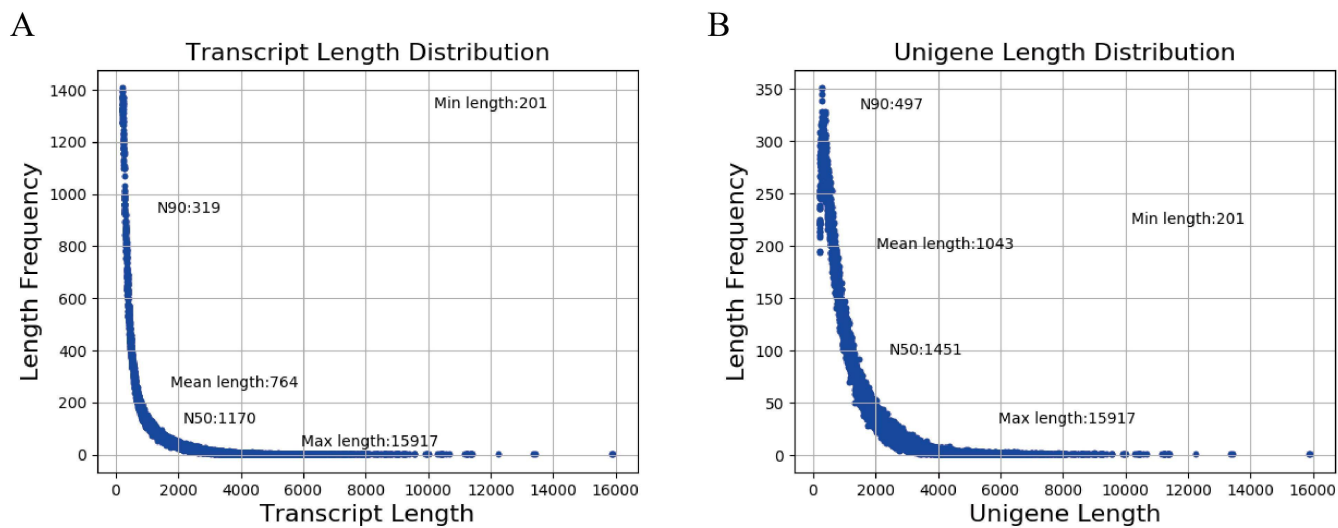 A
Transcript Length Distribution
Length Frequency
1400
1200
1000
800
600
400
200
0
Min length:201
N90:319
Mean length:764
N50:1170
Max length:15917
0 2000 4000 6000 8000 10000 12000 14000 16000
Transcript Length
B
Unigene Length Distribution
Length Frequency
350
300
250
200
150
100
50
0
N90:497
Min length:201
Mean length:1043
N50:1451
Max length:15917
0 2000 4000 6000 8000 10000 12000 14000 16000
Unigene Length